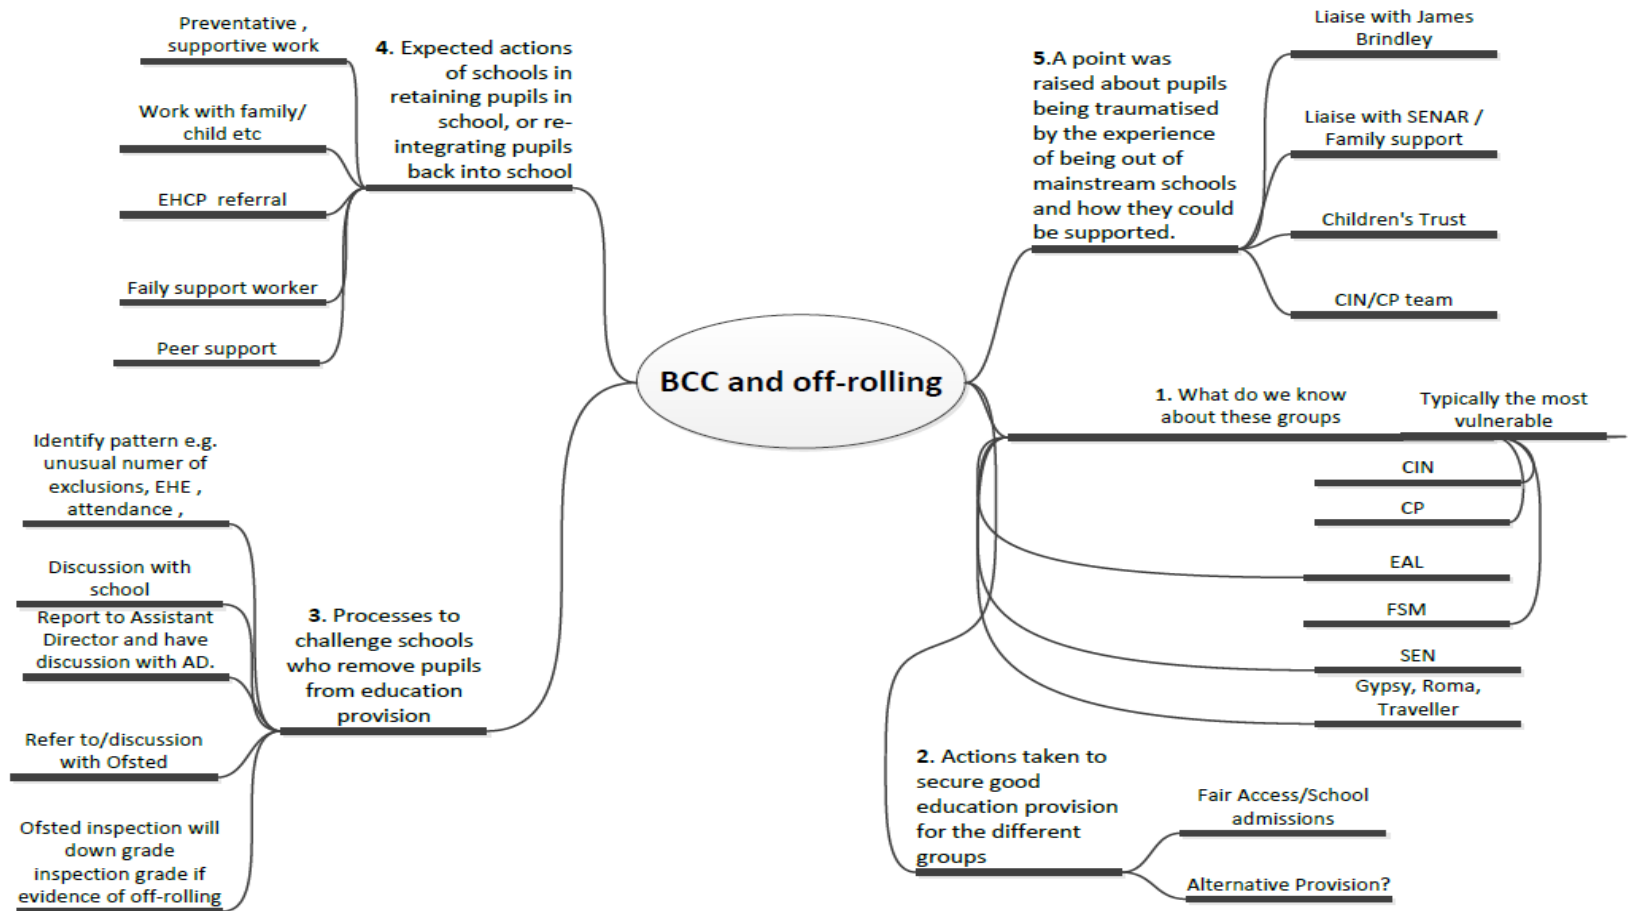 Preventative ,
supportive work
Work with family/
child etc
EHCP  referral
Faily support worker
Peer support
4. Expected actions
of schools in
retaining pupils in
school, or re-
integrating pupils
back into school
5.A point was
raised about pupils
being traumatised
by the experience
of being out of
mainstream schools
and how they could
be supported.
Liaise with James
Brindley
Liaise with SENAR /
Family support
Children's Trust
CIN/CP team
BCC and off-rolling
1. What do we know
about these groups
Typically the most
vulnerable
CIN
CP
EAL
FSM
SEN
Gypsy, Roma,
Traveller
2. Actions taken to
secure good
education provision
for the different
groups
Fair Access/School
admissions
Alternative Provision?
3. Processes to
challenge schools
who remove pupils
from education
provision
Identify pattern e.g.
unusual numer of
exclusions, EHE ,
attendance ,
Discussion with
school
Report to Assistant
Director and have
discussion with AD.
Refer to/discussion
with Ofsted
Ofsted inspection will
down grade
inspection grade if
evidence of off-rolling